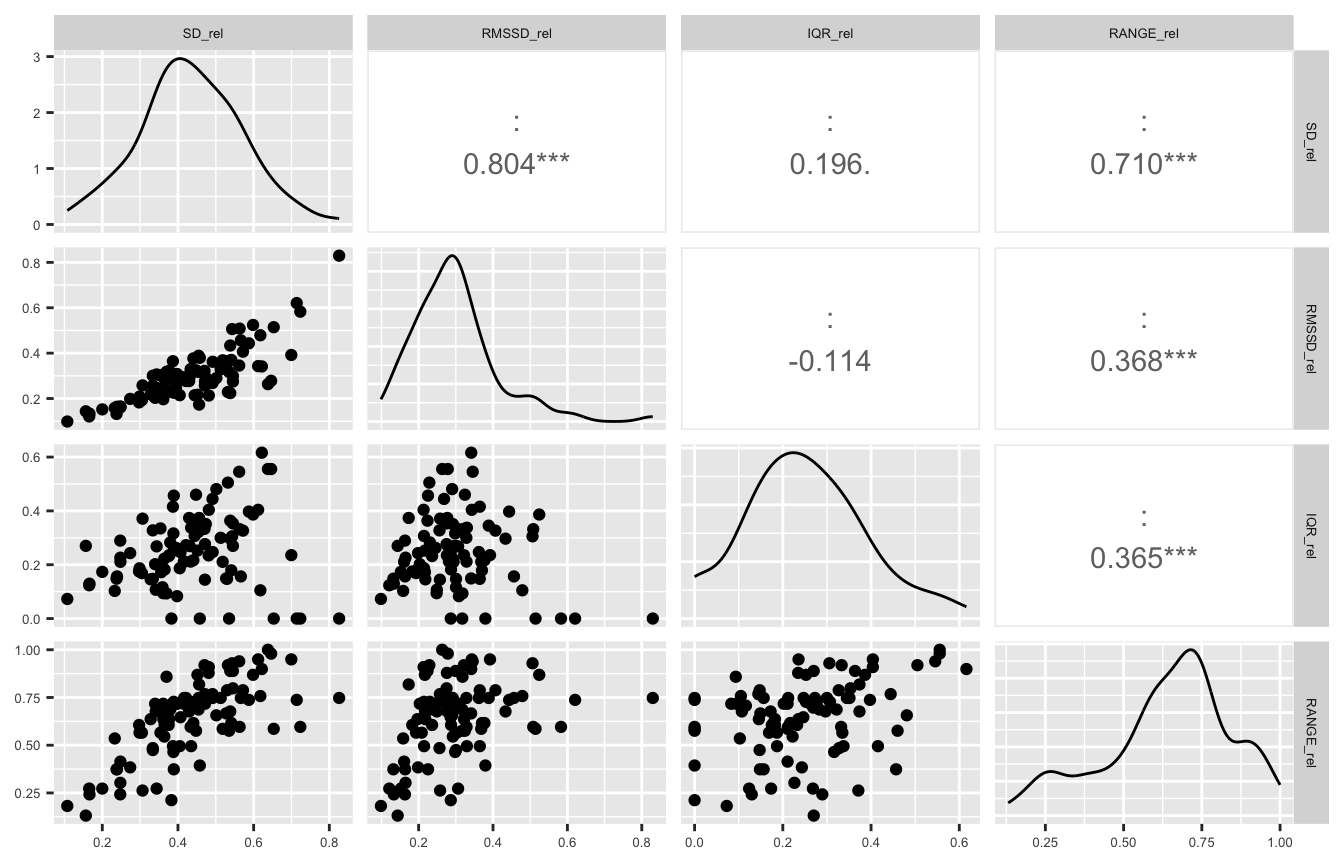 SD_rel
RMSSD_rel
IQR_rel
RANGE_rel
3
2
1
0
:
0.804***
:
0.196.
:
0.710***
SD_rel
0.8
0.6
0.4
0.2
:
-0.114
:
0.368***
RMSSD_rel
0.6
0.4
0.2
0.0
:
0.365***
IQR_rel
1.00
0.75
0.50
0.25
RANGE_rel
0.2 0.4 0.6 0.8
0.2 0.4 0.6 0.8
0.0 0.2 0.4 0.6
0.25 0.50 0.75 1.00